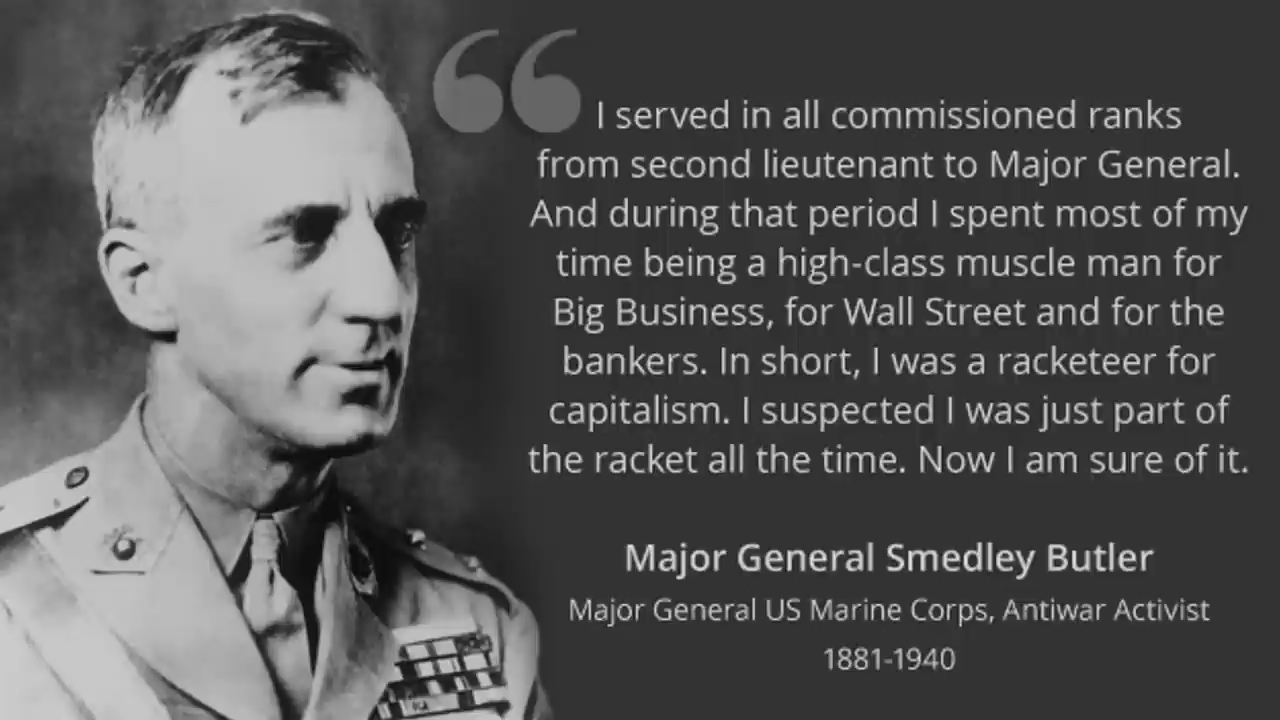 “ I served in all commissioned ranks
from second lieutenant to Major General.
And during that period I spent most of my
time being a high-class muscle man for
Big Business, for Wall Street and for the
bankers. In short, I was a racketeer for
capitalism. I suspected I was just part of
the racket all the time. Now I am sure of it.
Major General Smedley Butler
Major General US Marine Corps, Antiwar Activist
1881-1940